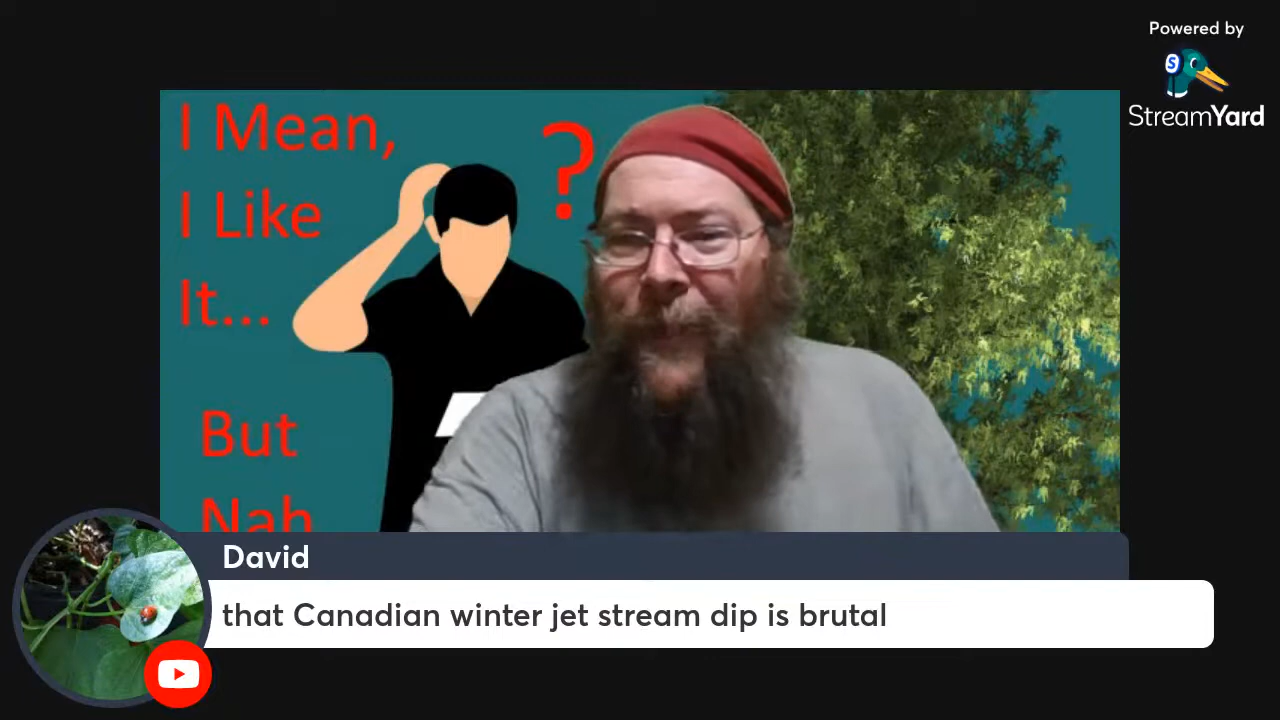 Powered by
S
StreamYard
I Mean,
?
I Like
It...
But
Nah
David
that Canadian winter jet stream dip is brutal